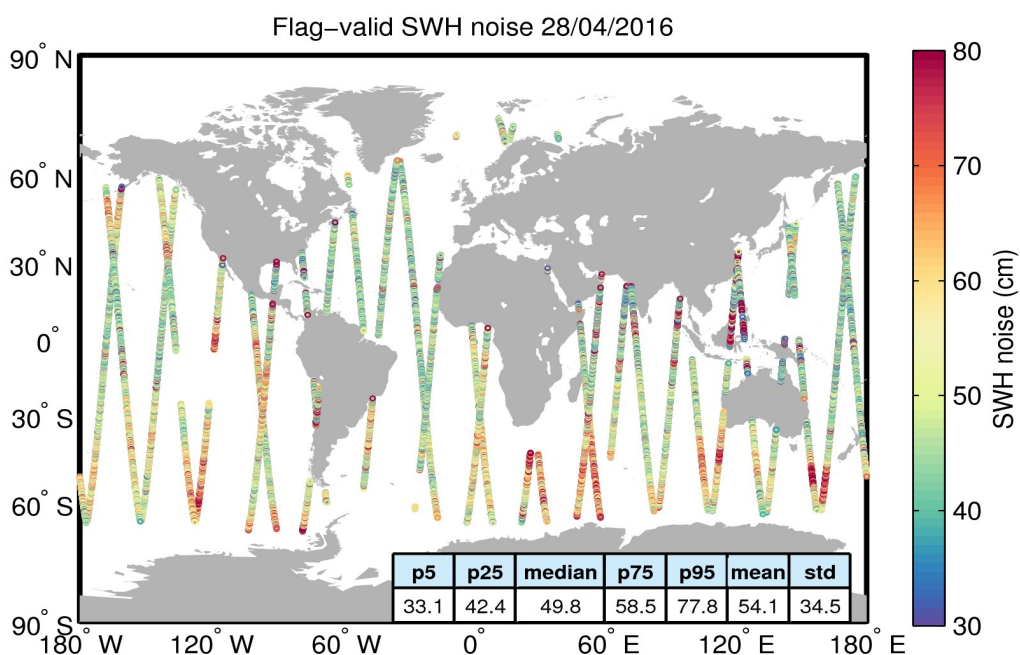 Flag−valid SWH noise 28/04/2016
90° N
60° N
30° N
0°
30° S
60° S
90° S
180° W
120° W
60° W
0°
60° E
120° E
180° E
p5 p25 median p75 p95 mean std
33.1 42.4 49.8 58.5 77.8 54.1 34.5
80
70
60
50
40
30
SWH noise (cm)